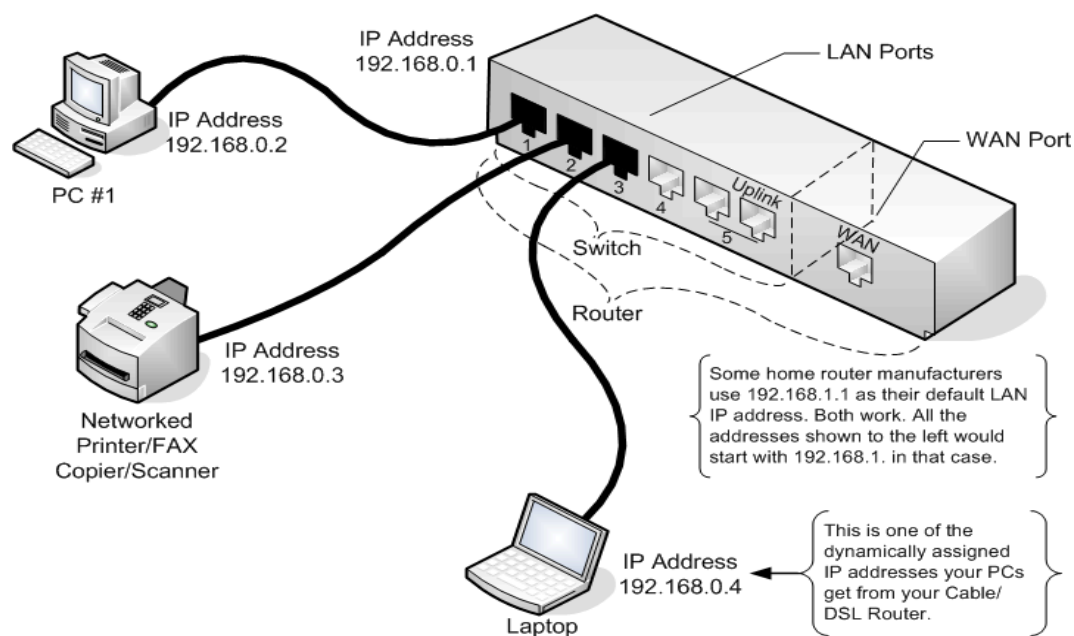 IP Address
192.168.0.1
LAN Ports
WAN Port
IP Address
192.168.0.2
PC #1
1
2
3
4
5
Uplink
WAN
Switch
Router
IP Address
192.168.0.3
Networked
Printer/FAX
Copier/Scanner
Some home router manufacturers
use 192.168.1.1 as their default LAN
IP address. Both work. All the
addresses shown to the left would
start with 192.168.1. in that case.
IP Address
192.168.0.4
Laptop
This is one of the
dynamically assigned
IP addresses your PCs
get from your Cable/
DSL Router.